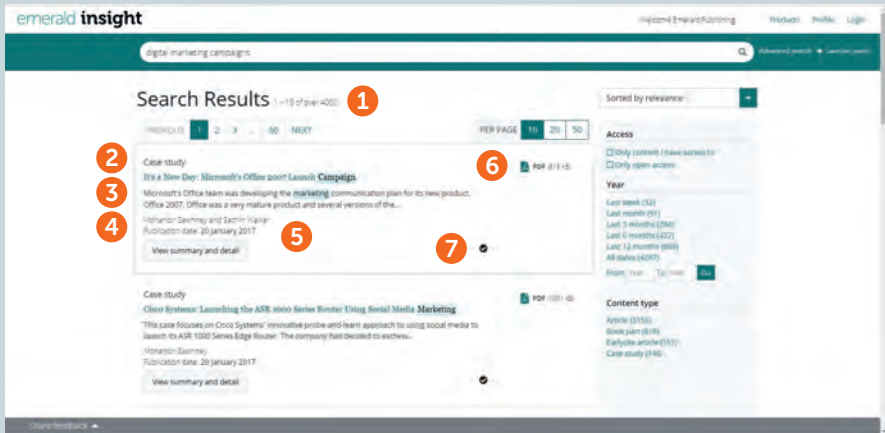 emerald insight
Welcome Emerald Publishing
Products Profile Login
digital marketing campaigns
Advanced search
Search Results 1 – 10 of over 4000
1
Sorted by relevance
PREVIOUS 1 2 3 ... 50 NEXT
PER PAGE 10 20 50
Access
Only content I have access to
Only open access
2
Case study
6
PDF
It's a New Day: Microsoft's Office 2007 Launch Campaign
3
Microsoft's Office team was developing the marketing communication plan for its new product,
Office 2007. Office was a very mature product and several versions of the...
4
Mohanbir Sawhney and Sachin Waikar
Publication date: 20 January 2017
5
View summary and detail
7
Year
Last week (32)
Last month (91)
Last 3 months
Last 6 months
Last 12 months
All dates (4297)
From: Year To: Year Go
Case study
PDF
Cisco Systems: Launching the ASR 1000 Series Router Using Social Media Marketing
This case focuses on Cisco Systems' innovative probe-and-learn approach to using social media to
launch its ASR 1000 Series Edge Router. The company had decided to eschew...
Mohanbir Sawhney
Publication date: 20 January 2017
View summary and detail
Content type
Article
Book part
Earlycite article
Case study
Share feedback